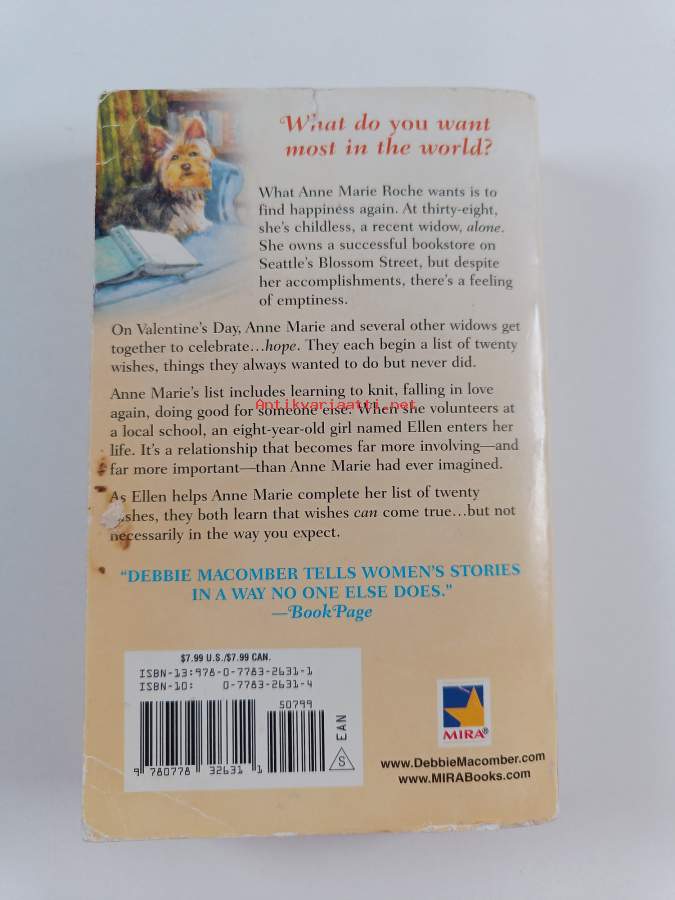 What do you want
most in the world?
What Anne Marie Roche wants is to
find happiness again. At thirty-eight,
she's childless, a recent widow, alone.
She owns a successful bookstore on
Seattle's Blossom Street, but despite
her accomplishments, there's a feeling
of emptiness.
On Valentine's Day, Anne Marie and several other widows get
together to celebrate…hope. They each begin a list of twenty
wishes, things they always wanted to do but never did.
Anne Marie's list includes learning to knit, falling in love
Antikvariaatti.net
again, doing good for someone else. When she volunteers at
a local school, an eight-year-old girl named Ellen enters her
life. It's a relationship that becomes far more involving—and
far more important—than Anne Marie had ever imagined.
As Ellen helps Anne Marie complete her list of twenty
wishes, they both learn that wishes can come true…but not
necessarily in the way you expect.
"DEBBIE MACOMBER TELLS WOMEN'S STORIES
IN A WAY NO ONE ELSE DOES."
—BookPage
$7.99 U.S./$7.99 CAN.
ISBN-13:978-0-7783-2631-1
ISBN-10: 0-7783-2631-4
50799
EAN
S
9 780778 326311
MIRA®
www.DebbieMacomber.com
www.MIRABooks.com